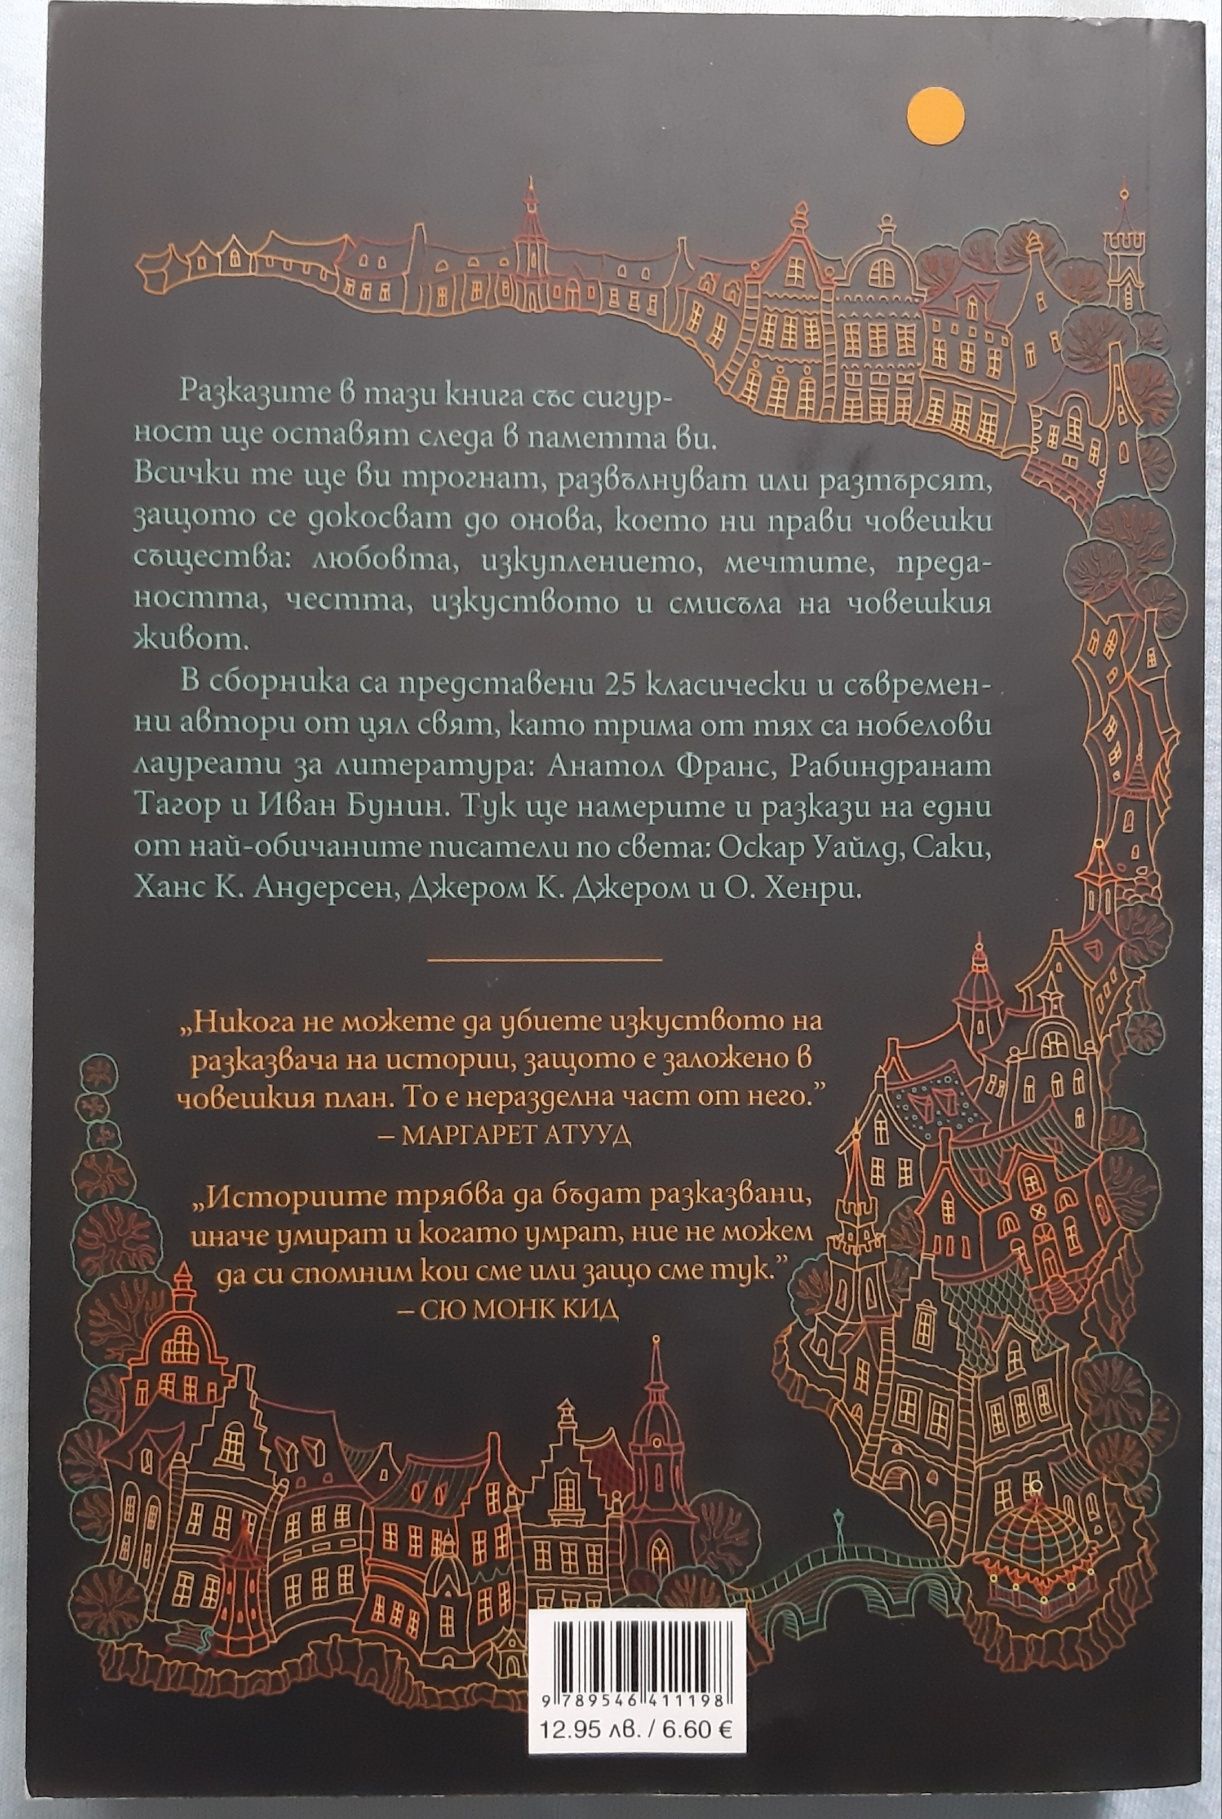 Разказите в тази книга със сигур-
ност ще оставят следа в паметта ви.
Всички те ще ви трогнат, развълнуват или разтърсят,
защото се докосват до онова, което ни прави човешки
същества: любовта, изкуплението, мечтите, преда-
ността, честта, изкуството и смисъла на човешкия
живот.
В сборника са представени 25 класически и съвремен-
ни автори от цял свят, като трима от тях са нобелови
лауреати за литература: Анатол Франс, Рабиндранат
Тагор и Иван Бунин. Тук ще намерите и разкази на едни
от най-обичаните писатели по света: Оскар Уайлд, Саки,
Ханс К. Андерсен, Джером К. Джером и О. Хенри.
„Никога не можете да убиете изкуството на
разказвача на истории, защото е заложено в
човешкия план. То е неразделна част от него.”
– МАРГАРЕТ АТУУД
„Историите трябва да бъдат разказвани,
иначе умират и когато умрат, ние не можем
да си спомним кои сме или защо сме тук.”
– СЮ МОНК КИД
9 789546 411198
12.95 лв. / 6.60 €